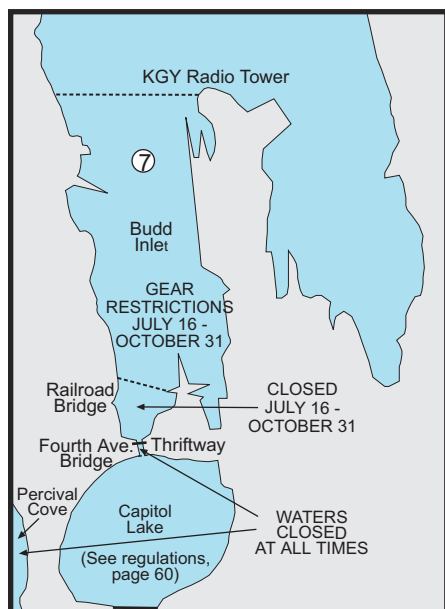 KGY Radio Tower
7
Budd
Inlet
GEAR
RESTRICTIONS
JULY 16 -
OCTOBER 31
Railroad
Bridge
CLOSED
JULY 16 -
OCTOBER 31
Fourth Ave.
Bridge
Thriftway
Percival
Cove
Capitol
Lake
(See regulations,
page 60)
WATERS
CLOSED
AT ALL TIMES